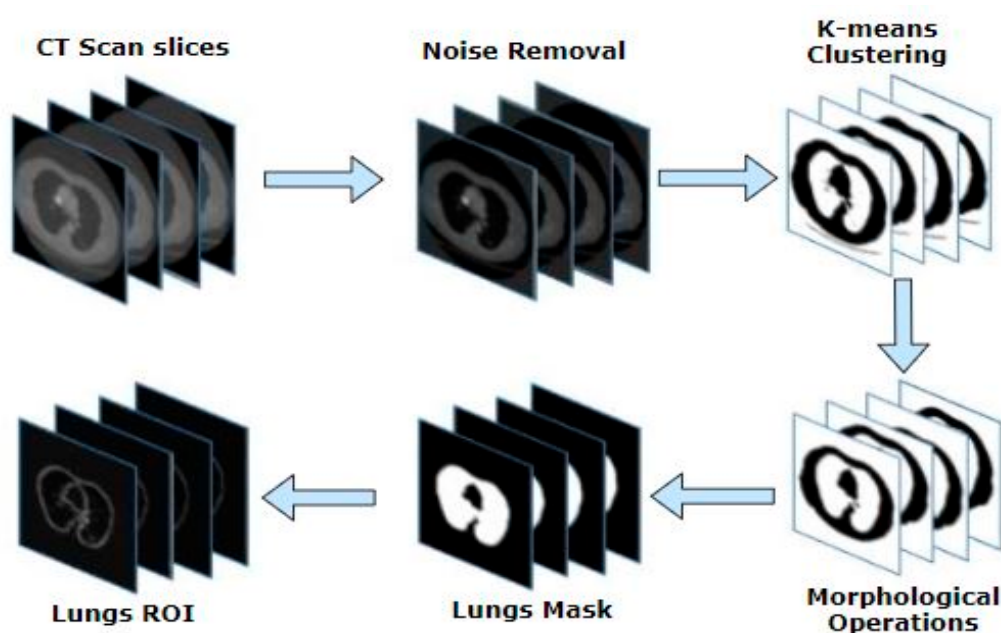 CT Scan slices
Noise Removal
K-means
Clustering
Lungs ROI
Lungs Mask
Morphological
Operations